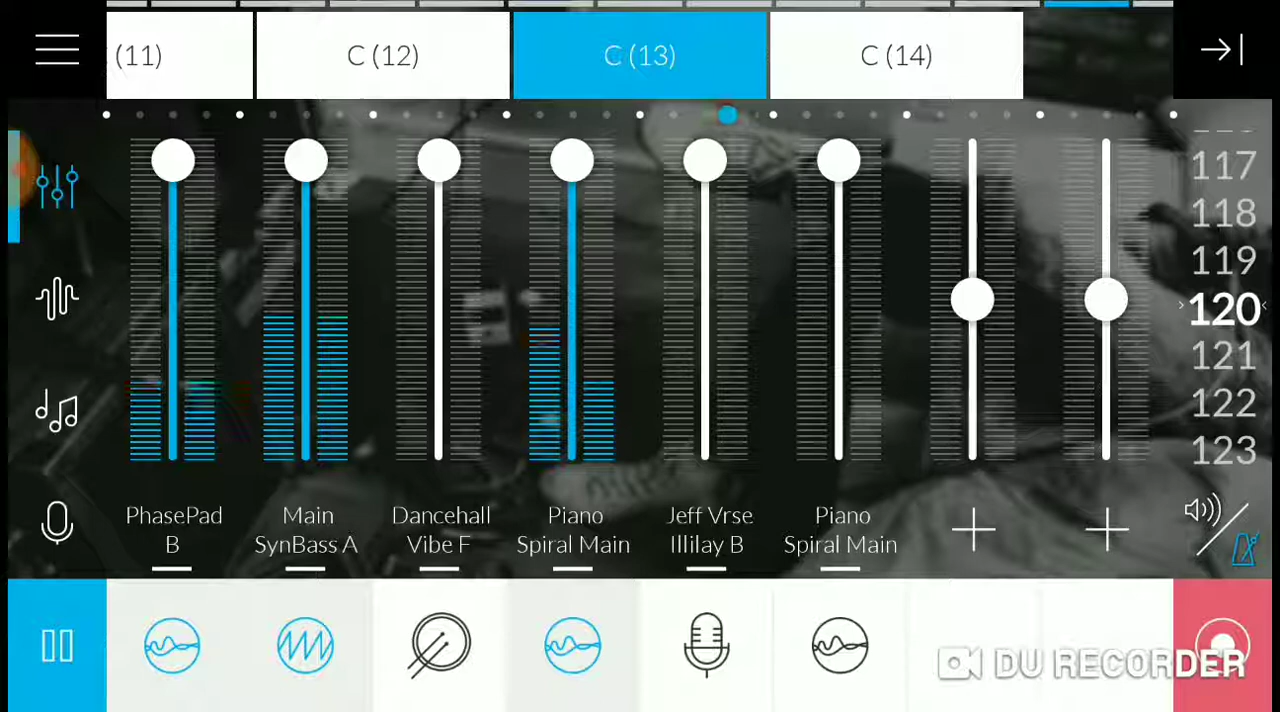 (11)
C (12)
C (13)
C (14)
117
118
119
120
121
122
123
PhasePad
B
Main
SynBass A
Dancehall
Vibe F
Piano
Spiral Main
Jeff Vrse
Illilay B
Piano
Spiral Main
DU RECORDER